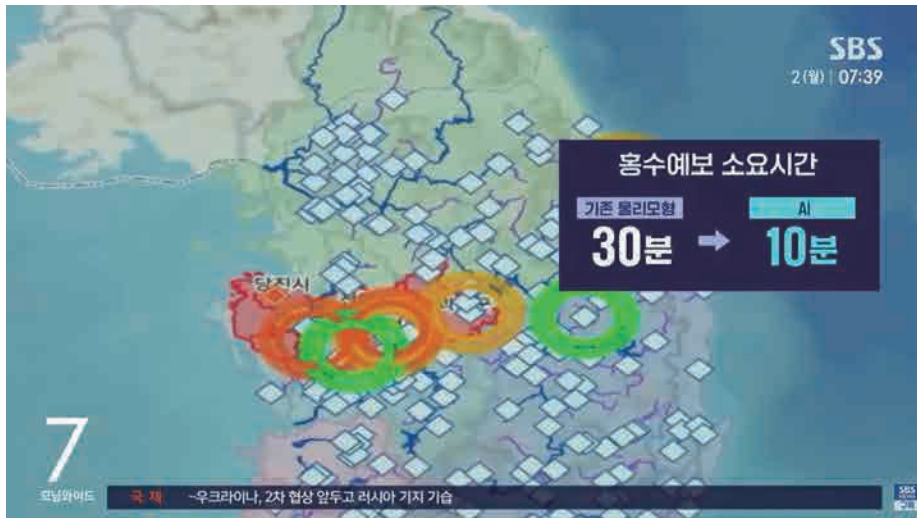 SBS
2(월) 07:39
홍수예보 소요시간
기존 물리모형
AI
30분
10분
당진시
7
모닝와이드
국 제
~우크라이나, 2차 협상 앞두고 러시아 기지 기습
SBS